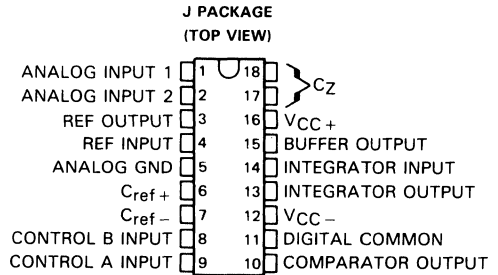 J PACKAGE
(TOP VIEW)
ANALOG INPUT 1 1 18 CZ
ANALOG INPUT 2 2 17
REF OUTPUT 3 16 VCC+
REF INPUT 4 15 BUFFER OUTPUT
ANALOG GND 5 14 INTEGRATOR INPUT
Cref+ 6 13 INTEGRATOR OUTPUT
Cref− 7 12 VCC−
CONTROL B INPUT 8 11 DIGITAL COMMON
CONTROL A INPUT 9 10 COMPARATOR OUTPUT